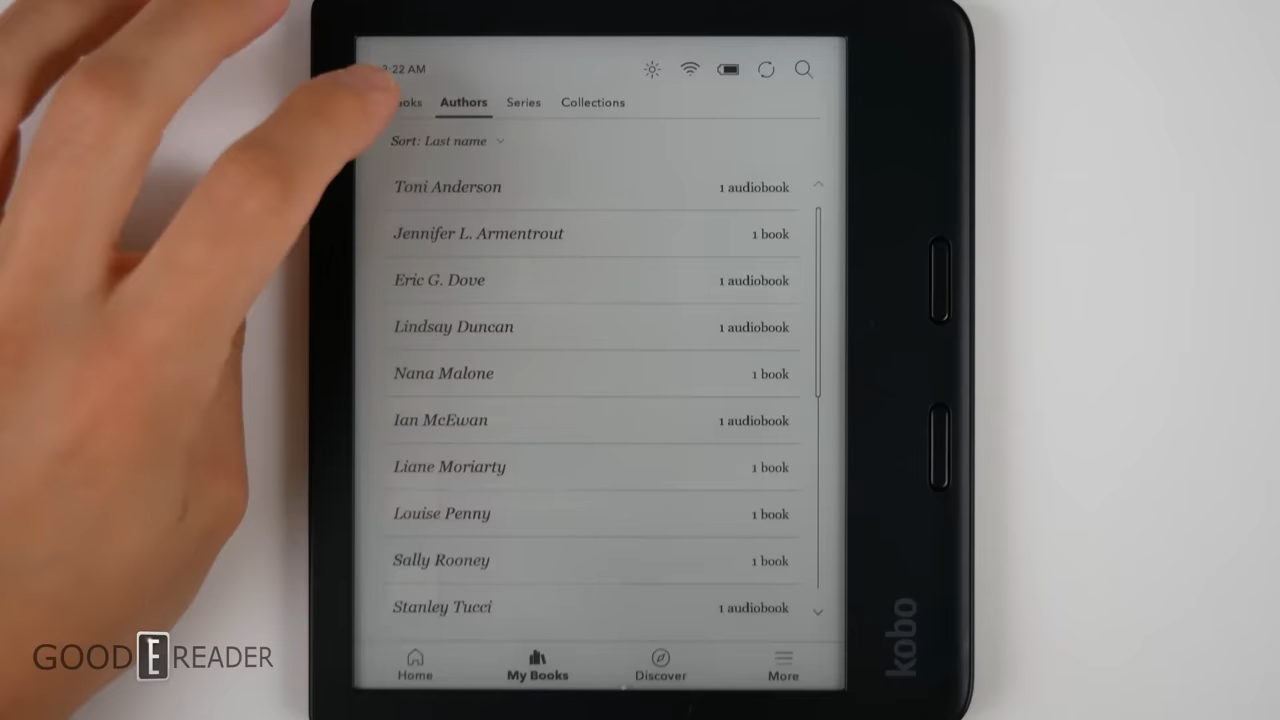 3:22 AM
Books Authors Series Collections
Sort: Last name
Toni Anderson 1 audiobook
Jennifer L. Armentrout 1 book
Eric G. Dove 1 audiobook
Lindsay Duncan 1 audiobook
Nana Malone 1 book
Ian McEwan 1 audiobook
Liane Moriarty 1 book
Louise Penny 1 book
Sally Rooney 1 book
Stanley Tucci 1 audiobook
Home My Books Discover More
kobo
GOOD E READER